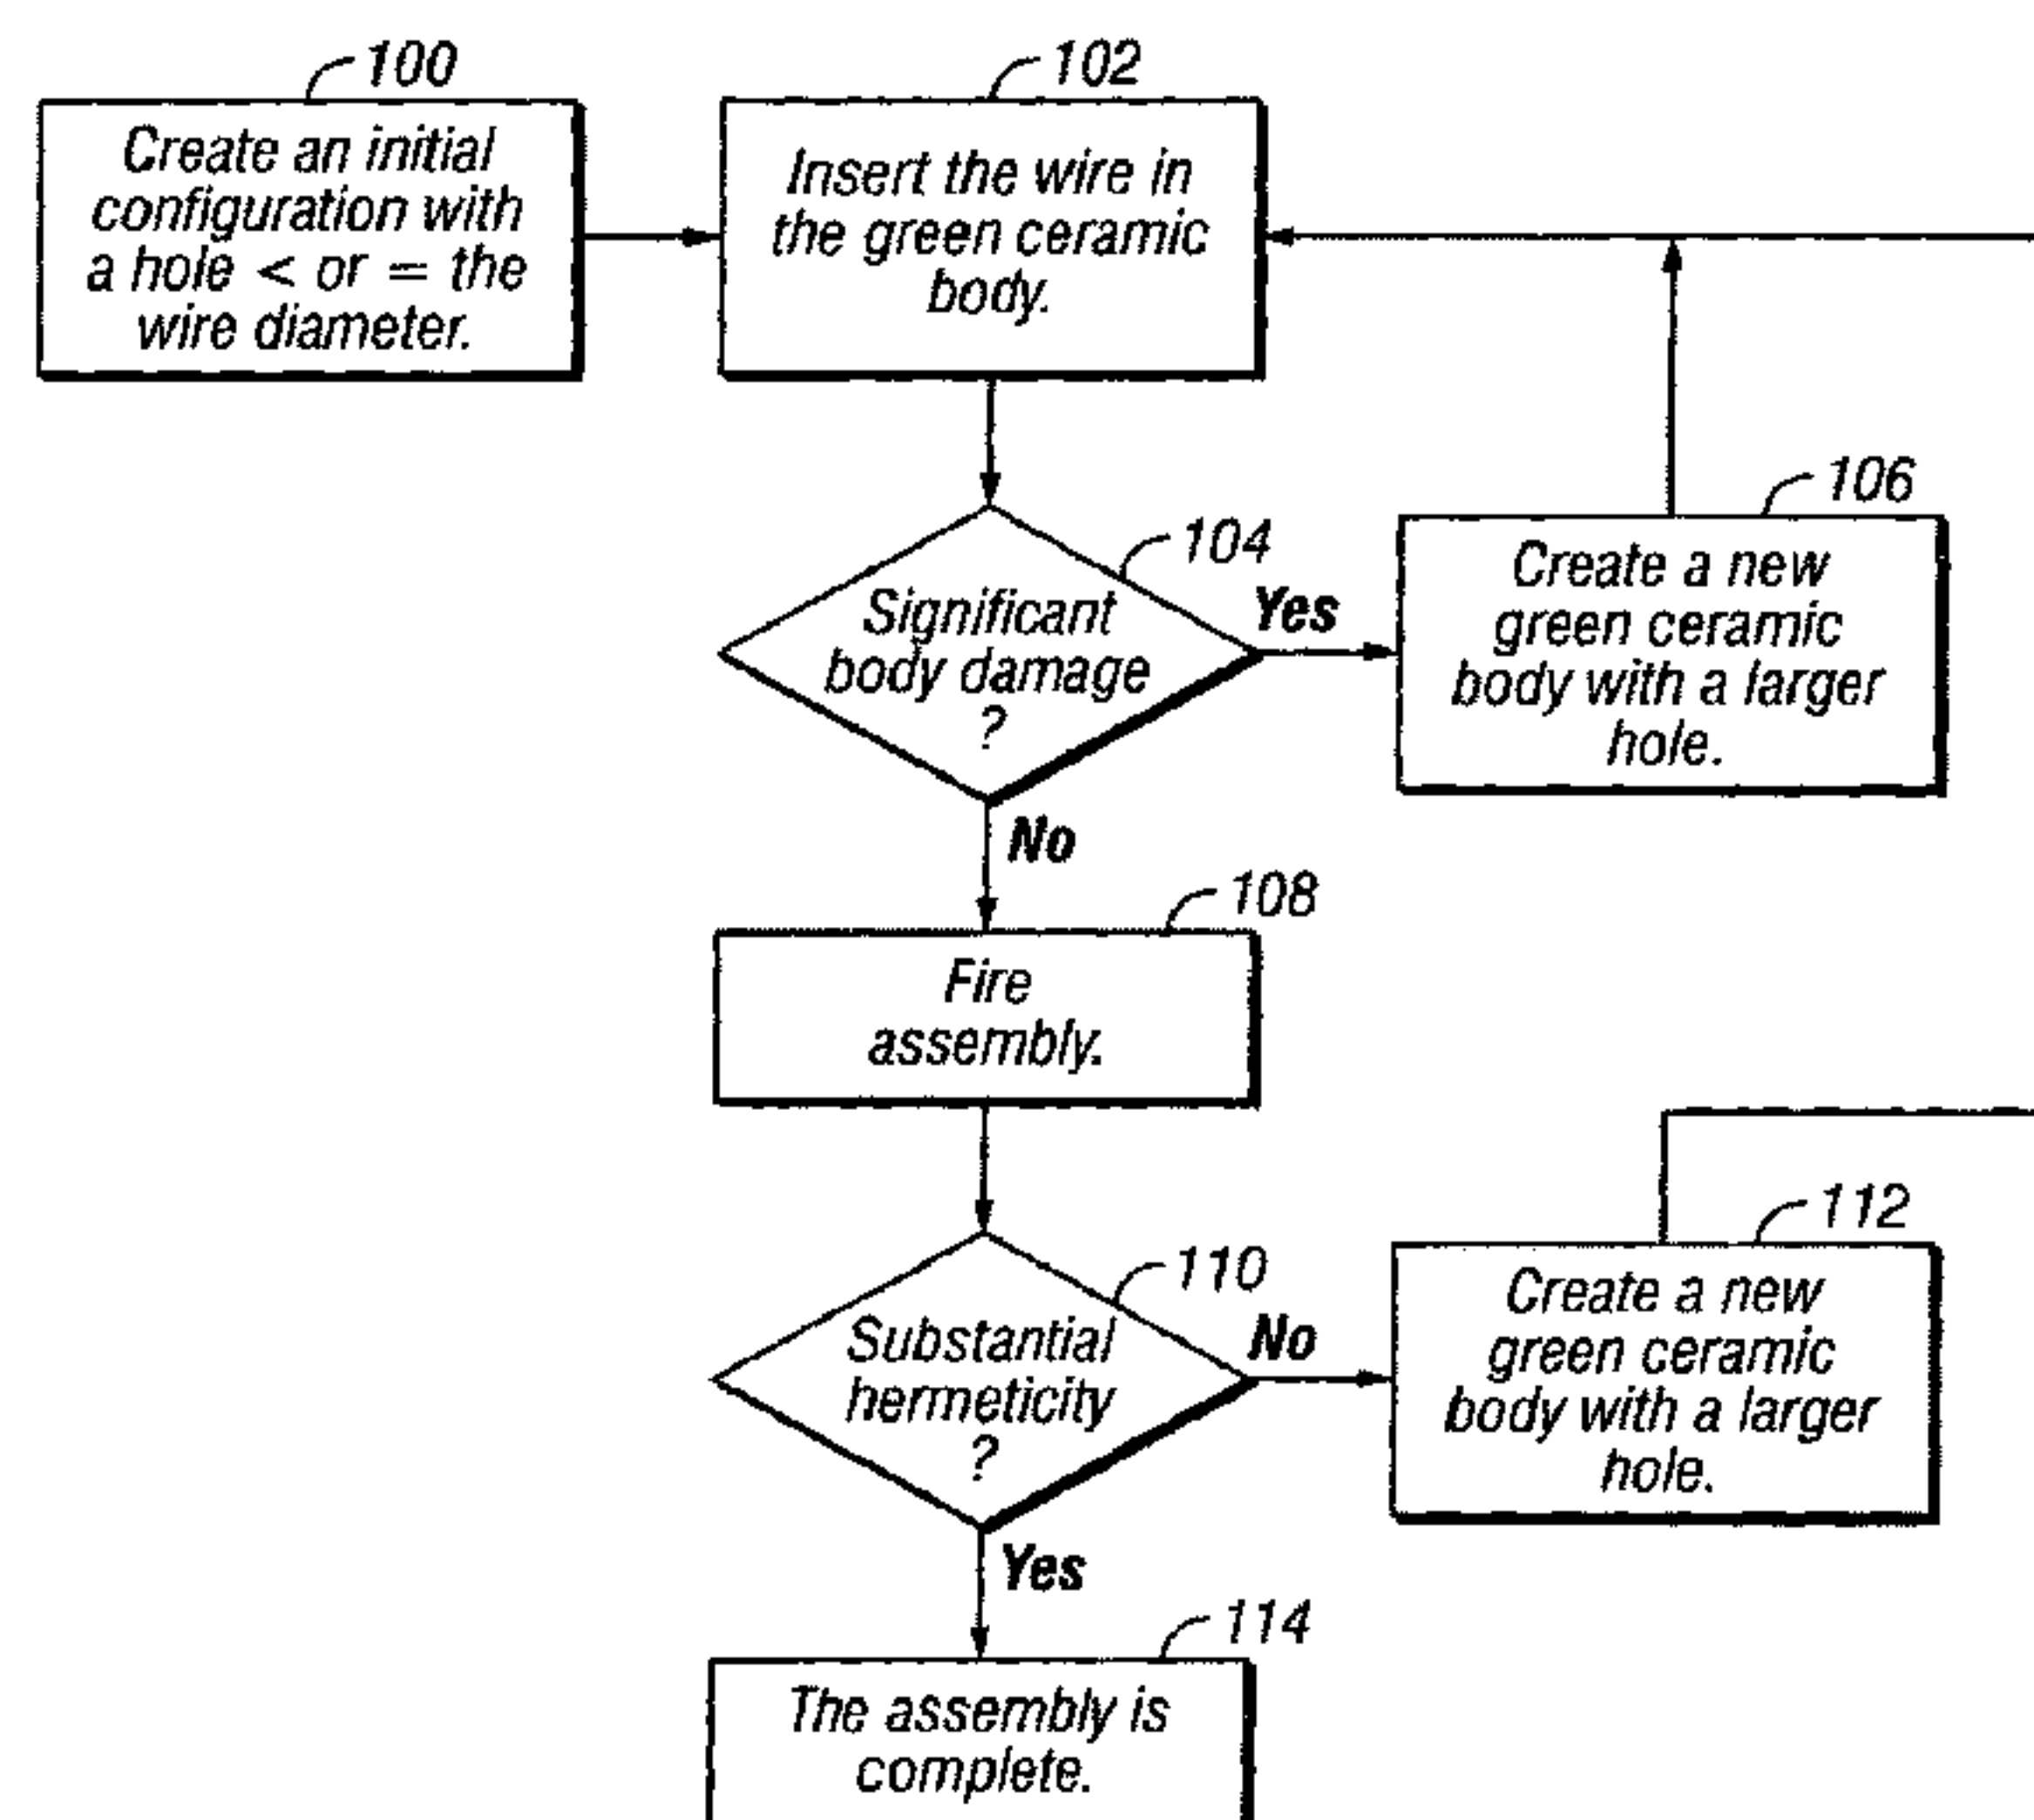 100
Create an initial
configuration with
a hole < or = the
wire diameter.
102
Insert the wire in
the green ceramic
body.
104
Significant
body damage
?
Yes
106
Create a new
green ceramic
body with a larger
hole.
No
108
Fire
assembly.
110
Substantial
hermeticity
?
No
112
Create a new
green ceramic
body with a larger
hole.
Yes
114
The assembly is
complete.